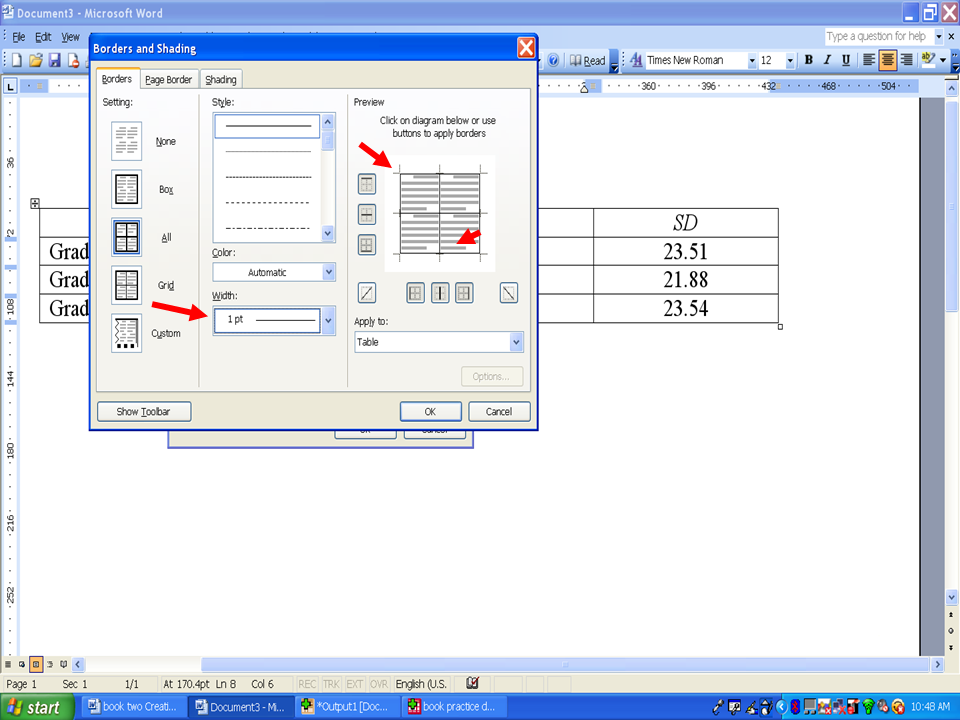 Document3 - Microsoft Word
File Edit View
Type a question for help
Read
Times New Roman
12
B I U
L
360 396 432 468 504
Borders and Shading
Borders Page Border Shading
Setting:
None
Box
All
Grid
Custom
Style:
Color:
Automatic
Width:
1 pt
Preview
Click on diagram below or use
buttons to apply borders
Apply to:
Table
Options...
Show Toolbar
OK
Cancel
36
72
108
144
180
216
252
SD
Grad
23.51
Grad
21.88
Grad
23.54
Page 1 Sec 1 1/1 At 170.4pt Ln 8 Col 6 REC TRK EXT OVR English (U.S.
start
book two Creati...
Document3 - Mi...
*Output1 [Doc...
book practice d...
10:48 AM